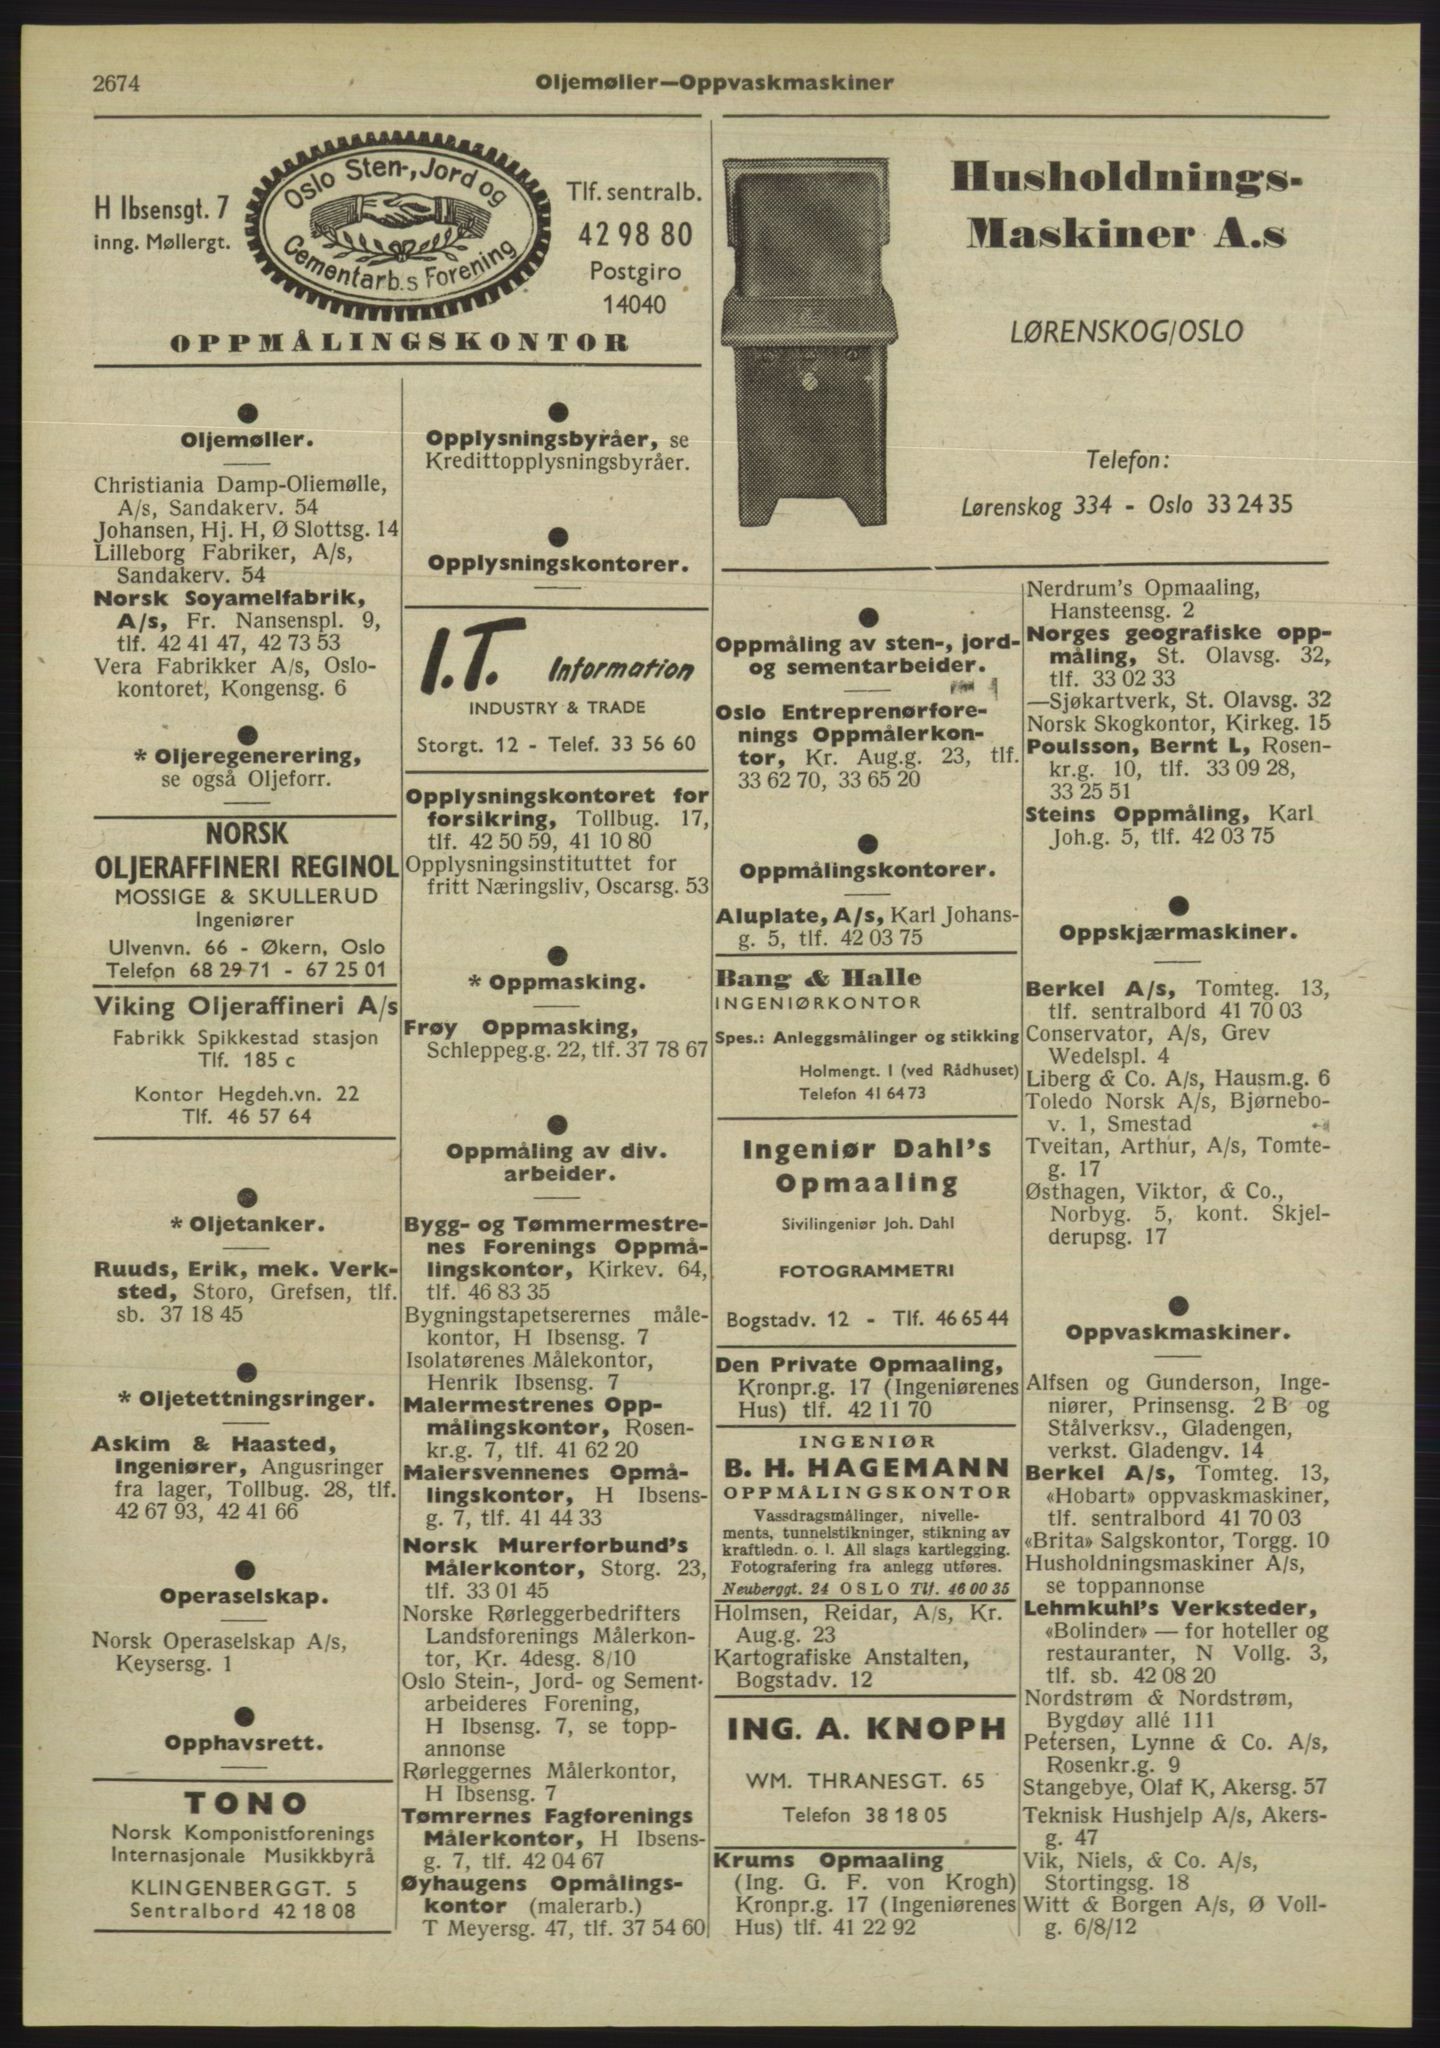 2674
Oljemøller—Oppvaskmaskiner
H Ibsensgt. 7
inng. Møllergt.
Oslo Sten-, Jord og
Cementarb.s Forening
Tlf. sentralb.
42 98 80
Postgiro
14040
OPPMÅLINGSKONTOR
Husholdnings-
Maskiner A.s
LØRENSKOG/OSLO
Telefon:
Lørenskog 334 - Oslo 33 24 35
Oljemøller.
Christiania Damp-Oliemølle,
A/s, Sandakerv. 54
Johansen, Hj. H, Ø Slottsg. 14
Lilleborg Fabriker, A/s,
Sandakerv. 54
Norsk Soyamelfabrik,
A/s, Fr. Nansenspl. 9,
tlf. 42 41 47, 42 73 53
Vera Fabrikker A/s, Oslo-
kontoret, Kongensg. 6
* Oljeregenerering,
se også Oljeforr.
NORSK
OLJERAFFINERI REGINOL
MOSSIGE & SKULLERUD
Ingeniører
Ulvenvn. 66 - Økern, Oslo
Telefon 68 29 71 - 67 25 01
Viking Oljeraffineri A/s
Fabrikk Spikkestad stasjon
Tlf. 185 c
Kontor Hegdeh.vn. 22
Tlf. 46 57 64
* Oljetanker.
Ruuds, Erik, mek. Verk-
sted, Storo, Grefsen, tlf.
sb. 37 18 45
* Oljetettningsringer.
Askim & Haasted,
Ingeniører, Angusringer
fra lager, Tollbug. 28, tlf.
42 67 93, 42 41 66
Operaselskap.
Norsk Operaselskap A/s,
Keysersg. 1
Opphavsrett.
TONO
Norsk Komponistforenings
Internasjonale Musikkbyrå
KLINGENBERGGT. 5
Sentralbord 42 18 08
Opplysningsbyråer, se
Kredittopplysningsbyråer.
Opplysningskontorer.
I.T. Information
INDUSTRY & TRADE
Storgt. 12 - Telef. 33 56 60
Opplysningskontoret for
forsikring, Tollbug. 17,
tlf. 42 50 59, 41 10 80
Opplysningsinstituttet for
fritt Næringsliv, Oscarsg. 53
* Oppmasking.
Frøy Oppmasking,
Schleppeg.g. 22, tlf. 37 78 67
Oppmåling av div.
arbeider.
Bygg- og Tømmermestre-
nes Forenings Oppmå-
lingskontor, Kirkev. 64,
tlf. 46 83 35
Bygningstapetserernes måle-
kontor, H Ibsensg. 7
Isolatørenes Målekontor,
Henrik Ibsensg. 7
Malermestrenes Opp-
målingskontor, Rosen-
kr.g. 7, tlf. 41 62 20
Malersvennenes Opmå-
lingskontor, H Ibsens-
g. 7, tlf. 41 44 33
Norsk Murerforbund's
Målerkontor, Storg. 23,
tlf. 33 01 45
Norske Rørleggerbedrifters
Landsforenings Målerkon-
tor, Kr. 4desg. 8/10
Oslo Stein-, Jord- og Sement-
arbeideres Forening,
H Ibsensg. 7, se topp-
annonse
Rørleggernes Målerkontor,
H Ibsensg. 7
Tømrernes Fagforenings
Målerkontor, H Ibsens-
g. 7, tlf. 42 04 67
Øyhaugens Opmålings-
kontor (malerarb.)
T Meyersg. 47, tlf. 37 54 60
Oppmåling av sten-, jord-
og sementarbeider.
Oslo Entreprenørfore-
nings Oppmålerkon-
tor, Kr. Aug.g. 23, tlf.
33 62 70, 33 65 20
Oppmålingskontorer.
Aluplate, A/s, Karl Johans-
g. 5, tlf. 42 03 75
Bang & Halle
INGENIØRKONTOR
Spes.: Anleggsmålinger og stikking
Holmengt. 1 (ved Rådhuset)
Telefon 41 64 73
Ingeniør Dahl's
Opmaaling
Sivilingeniør Joh. Dahl
FOTOGRAMMETRI
Bogstadv. 12 - Tlf. 46 65 44
Den Private Opmaaling,
Kronpr.g. 17 (Ingeniørenes
Hus) tlf. 42 11 70
INGENIØR
B. H. HAGEMANN
OPPMÅLINGSKONTOR
Vassdragsmålinger, nivelle-
ments, tunnelstikninger, stikning av
kraftledn. o. l. All slags kartlegging.
Fotografering fra anlegg utføres.
Neuberggt. 24 OSLO Tlf. 46 00 35
Holmsen, Reidar, A/s, Kr.
Aug.g. 23
Kartografiske Anstalten,
Bogstadv. 12
ING. A. KNOPH
WM. THRANESGT. 65
Telefon 38 18 05
Krums Opmaaling
(Ing. G. F. von Krogh)
Kronpr.g. 17 (Ingeniørenes
Hus) tlf. 41 22 92
Nerdrum's Opmaaling,
Hansteensg. 2
Norges geografiske opp-
måling, St. Olavsg. 32,
tlf. 33 02 33
—Sjøkartverk, St. Olavsg. 32
Norsk Skogkontor, Kirkeg. 15
Poulsson, Bernt L, Rosen-
kr.g. 10, tlf. 33 09 28,
33 25 51
Steins Oppmåling, Karl
Joh.g. 5, tlf. 42 03 75
Oppskjærmaskiner.
Berkel A/s, Tomteg. 13,
tlf. sentralbord 41 70 03
Conservator, A/s, Grev
Wedelspl. 4
Liberg & Co. A/s, Hausm.g. 6
Toledo Norsk A/s, Bjørnebo-
v. 1, Smestad
Tveitan, Arthur, A/s, Tomte-
g. 17
Østhagen, Viktor, & Co.,
Norbyg. 5, kont. Skjel-
derupsg. 17
Oppvaskmaskiner.
Alfsen og Gunderson, Inge-
niører, Prinsensg. 2 B og
Stålverksv., Gladengen,
verkst. Gladengv. 14
Berkel A/s, Tomteg. 13,
«Hobart» oppvaskmaskiner,
tlf. sentralbord 41 70 03
«Brita» Salgskontor, Torgg. 10
Husholdningsmaskiner A/s,
se toppannonse
Lehmkuhl's Verksteder,
«Bolinder» — for hoteller og
restauranter, N Vollg. 3,
tlf. sb. 42 08 20
Nordstrøm & Nordstrøm,
Bygdøy allé 111
Petersen, Lynne & Co. A/s,
Rosenkr.g. 9
Stangebye, Olaf K, Akersg. 57
Teknisk Hushjelp A/s, Akers-
g. 47
Vik, Niels, & Co. A/s,
Stortingsg. 18
Witt & Borgen A/s, Ø Voll-
g. 6/8/12